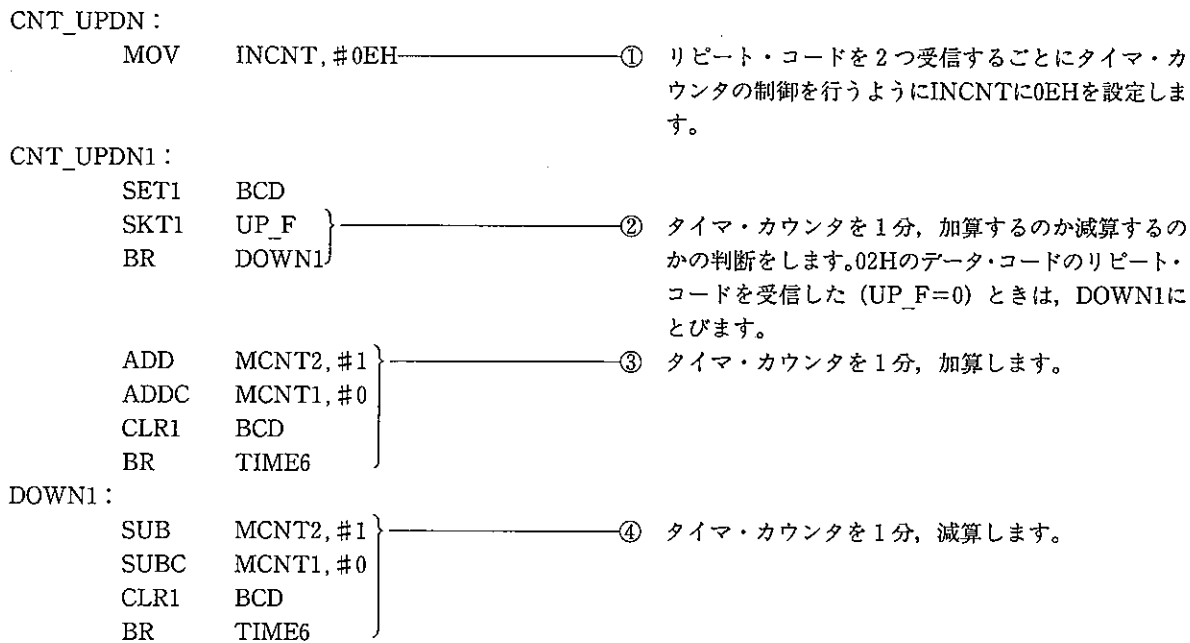 CNT_UPDN：
MOV INCNT, #0EH ① リピート・コードを2つ受信するごとにタイマ・カ
ウンタの制御を行うようにINCNTに0EHを設定しま
す。
CNT_UPDN1：
SET1 BCD
SKT1 UP_F ② タイマ・カウンタを1分，加算するのか減算するの
BR DOWN1 かの判断をします。02Hのデータ・コードのリピート・
コードを受信した（UP_F=0）ときは，DOWN1に
とびます。
ADD MCNT2, #1 ③ タイマ・カウンタを1分，加算します。
ADDC MCNT1, #0
CLR1 BCD
BR TIME6
DOWN1：
SUB MCNT2, #1 ④ タイマ・カウンタを1分，減算します。
SUBC MCNT1, #0
CLR1 BCD
BR TIME6